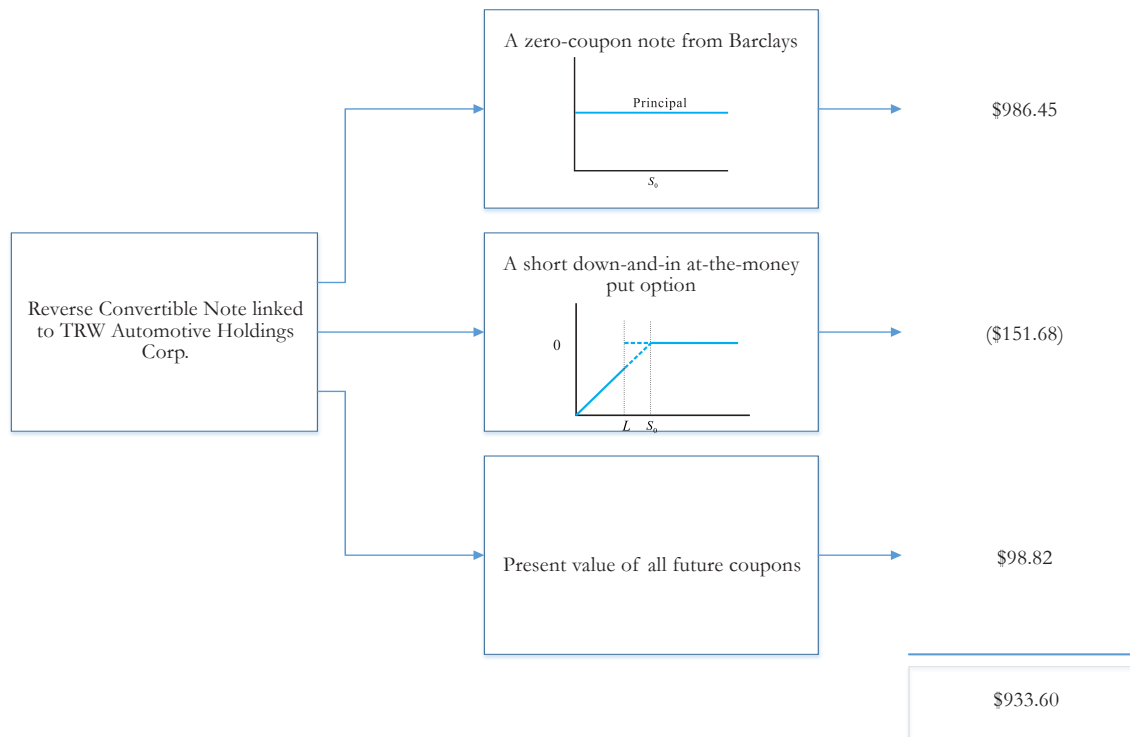 Reverse Convertible Note linked
to TRW Automotive Holdings
Corp.
A zero-coupon note from Barclays
Principal
S₀
$986.45
A short down-and-in at-the-money
put option
0
L S₀
($151.68)
Present value of all future coupons
$98.82
$933.60